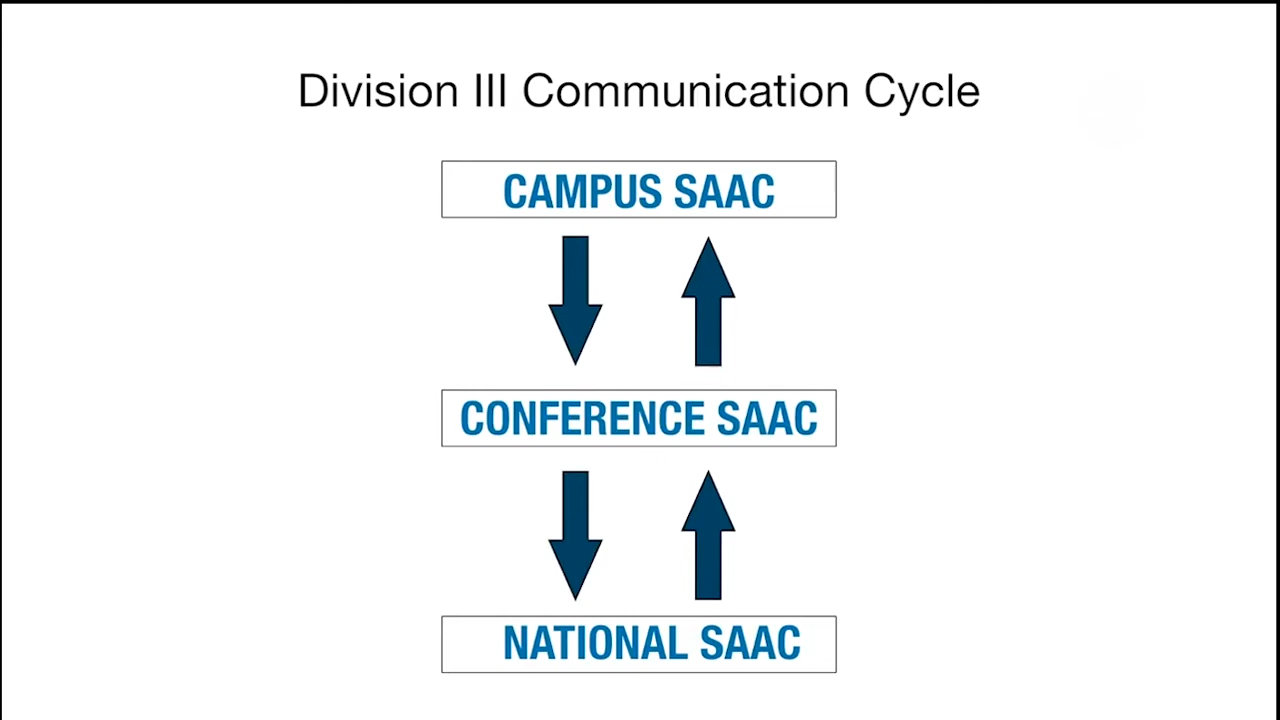 Division III Communication Cycle
CAMPUS SAAC
CONFERENCE SAAC
NATIONAL SAAC